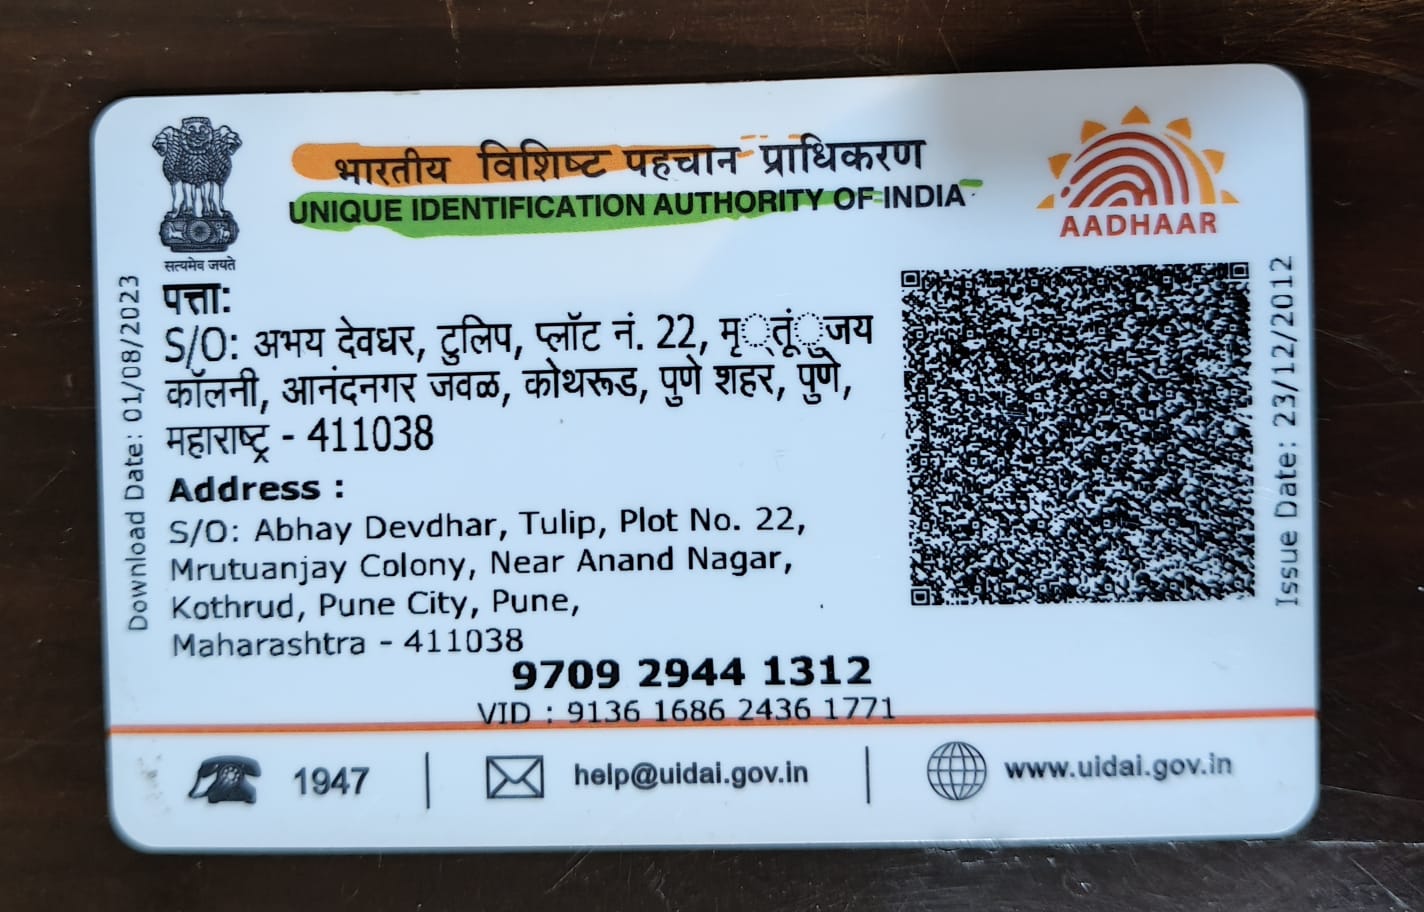 भारतीय विशिष्ट पहचान प्राधिकरण
UNIQUE IDENTIFICATION AUTHORITY OF INDIA
AADHAAR
सत्यमेव जयते
Download Date: 01/08/2023
Issue Date: 23/12/2012
पत्ता:
S/O: अभय देवधर, टुलिप, प्लॉट नं. 22, मृ्तूं्जय
कॉलनी, आनंदनगर जवळ, कोथरूड, पुणे शहर, पुणे,
महाराष्ट्र - 411038
Address :
S/O: Abhay Devdhar, Tulip, Plot No. 22,
Mrutuanjay Colony, Near Anand Nagar,
Kothrud, Pune City, Pune,
Maharashtra - 411038
9709 2944 1312
VID : 9136 1686 2436 1771
1947 | help@uidai.gov.in | www.uidai.gov.in